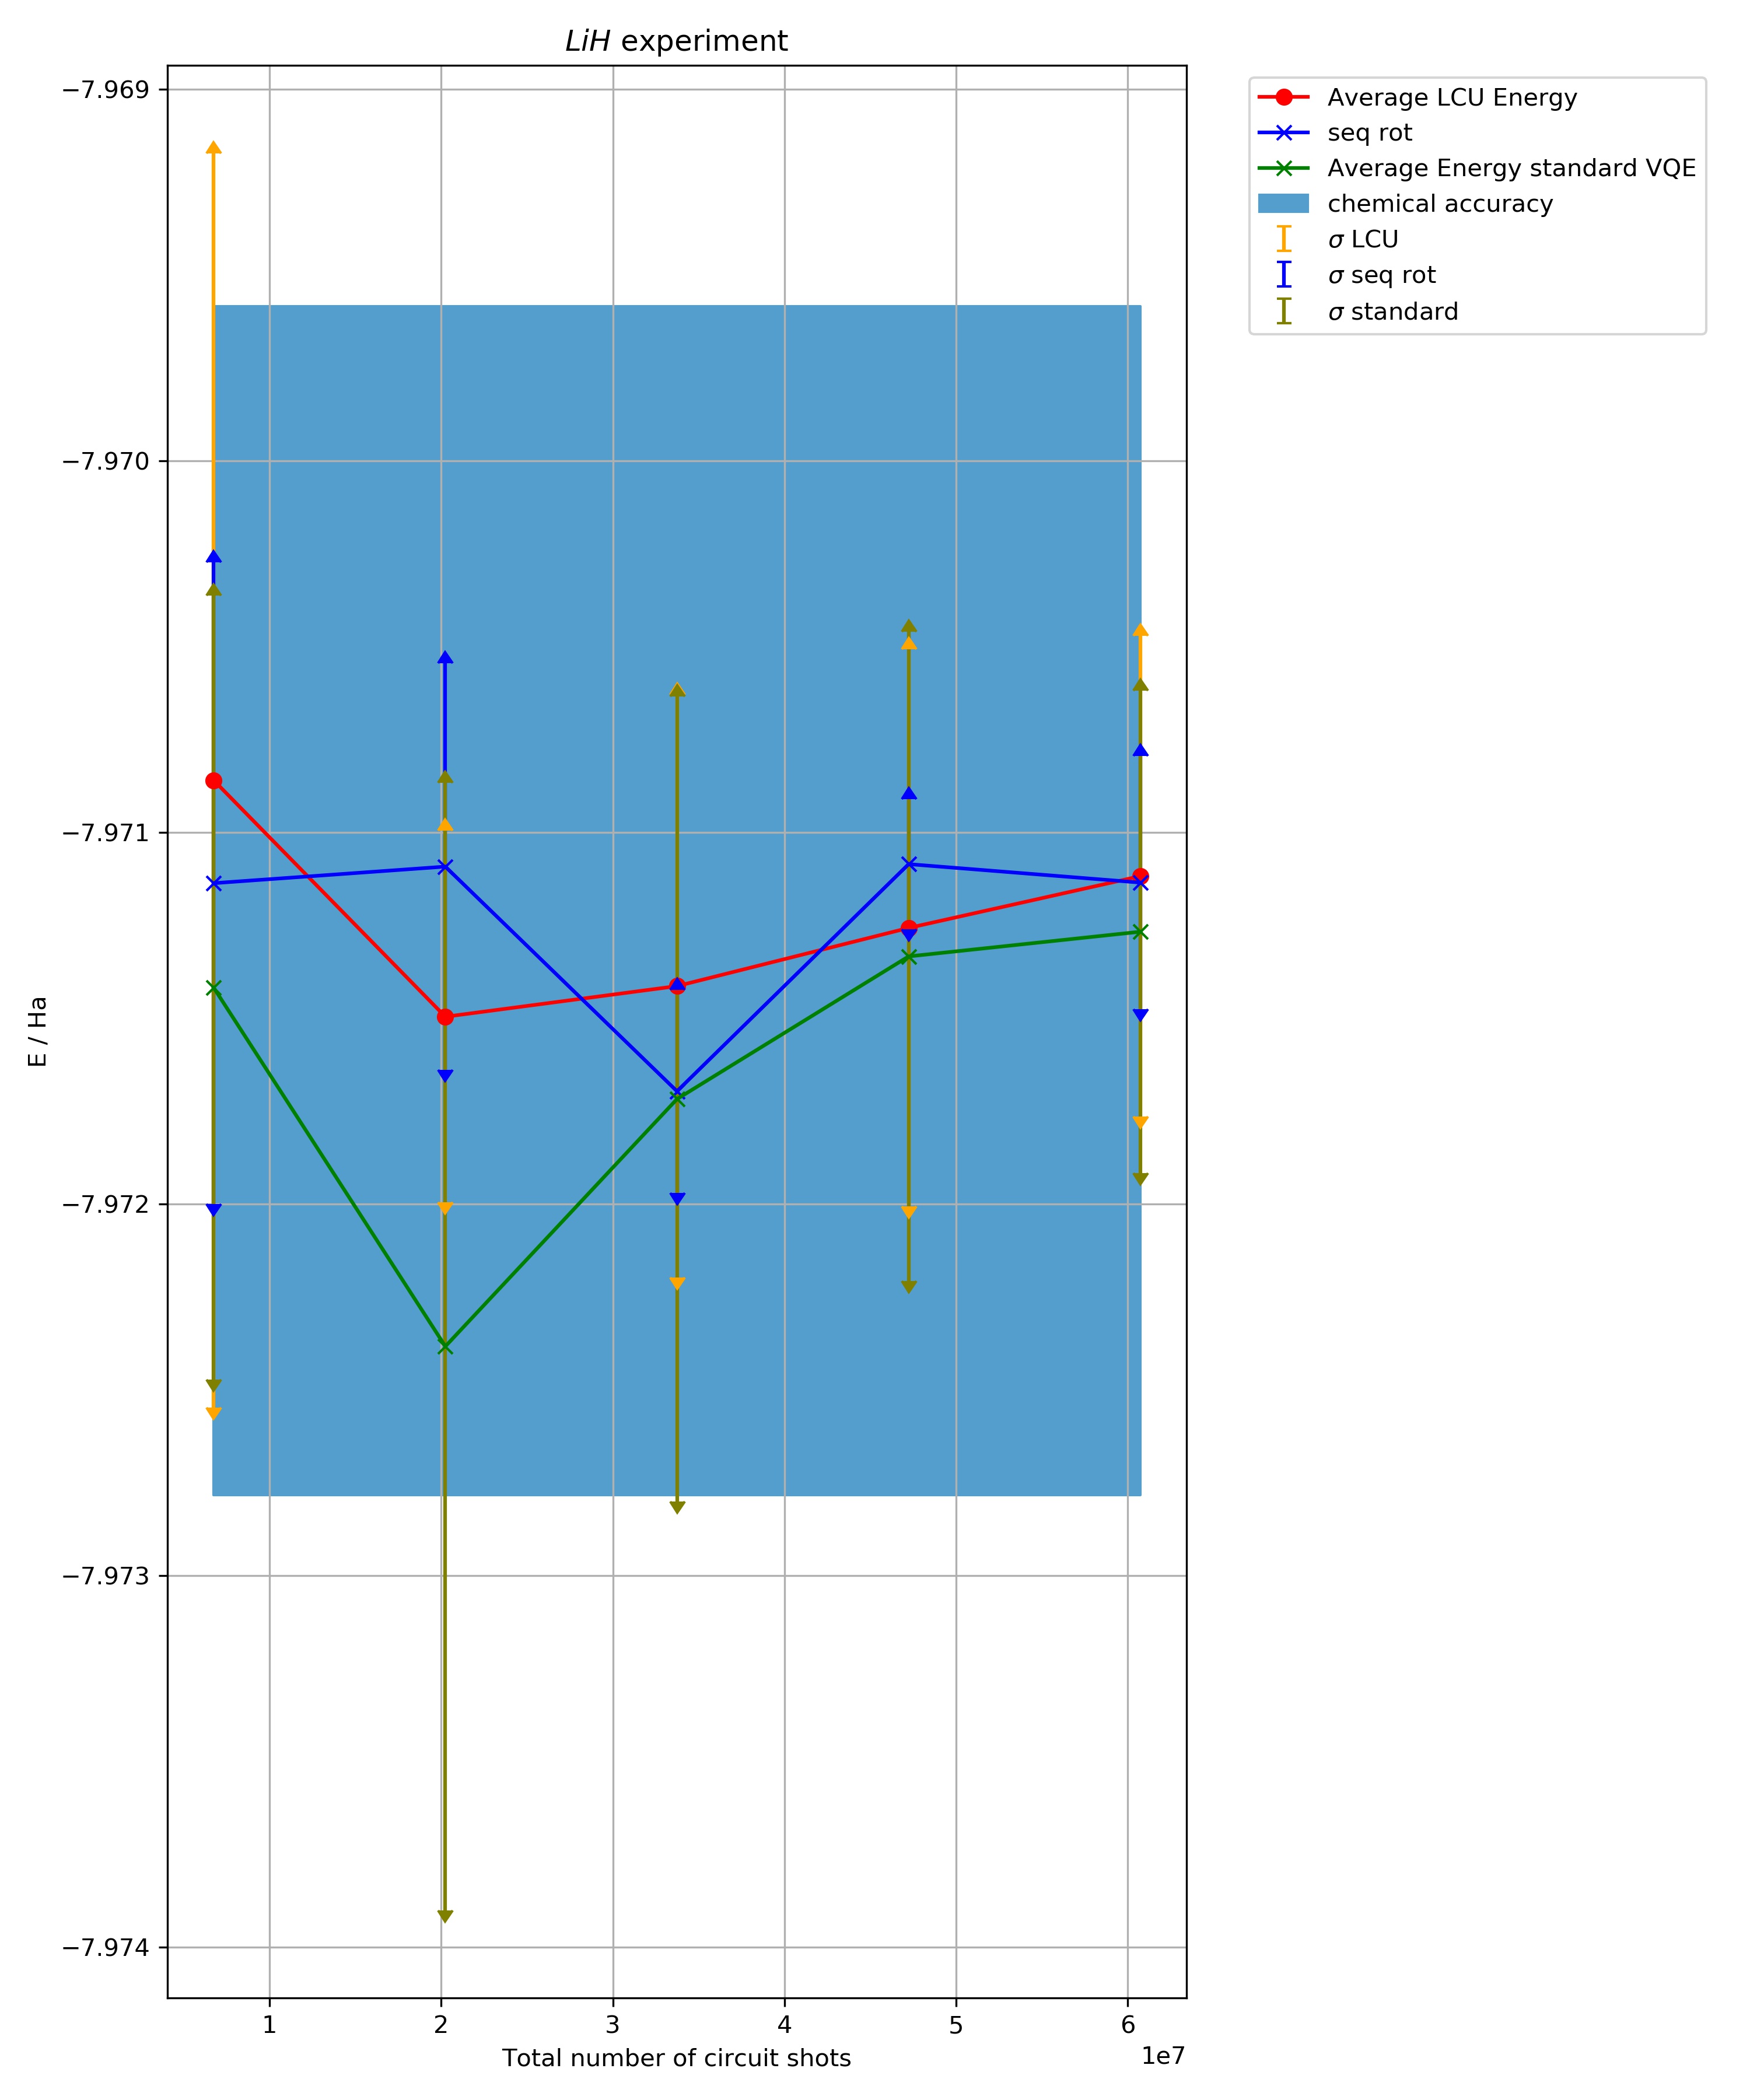 LiH experiment
−7.969
−7.970
−7.971
−7.972
−7.973
−7.974
E / Ha
1 2 3 4 5 6
1e7
Total number of circuit shots
Average LCU Energy
seq rot
Average Energy standard VQE
chemical accuracy
σ LCU
σ seq rot
σ standard